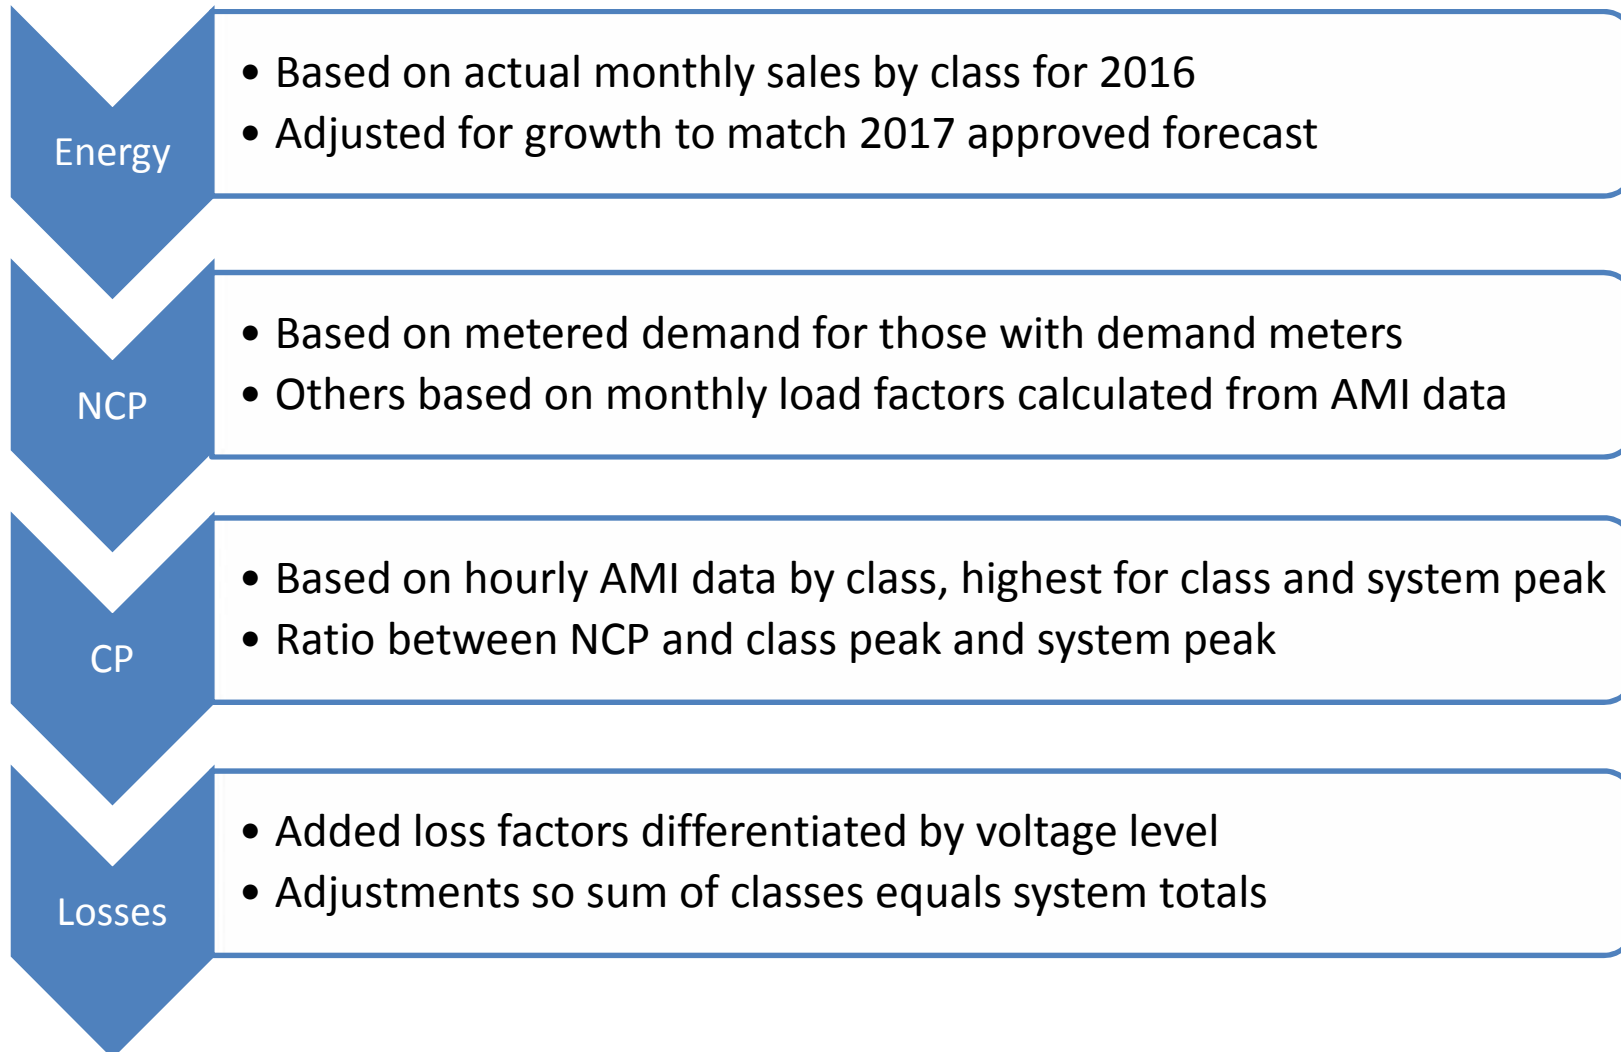 Energy
• Based on actual monthly sales by class for 2016
• Adjusted for growth to match 2017 approved forecast
NCP
• Based on metered demand for those with demand meters
• Others based on monthly load factors calculated from AMI data
CP
• Based on hourly AMI data by class, highest for class and system peak
• Ratio between NCP and class peak and system peak
Losses
• Added loss factors differentiated by voltage level
• Adjustments so sum of classes equals system totals